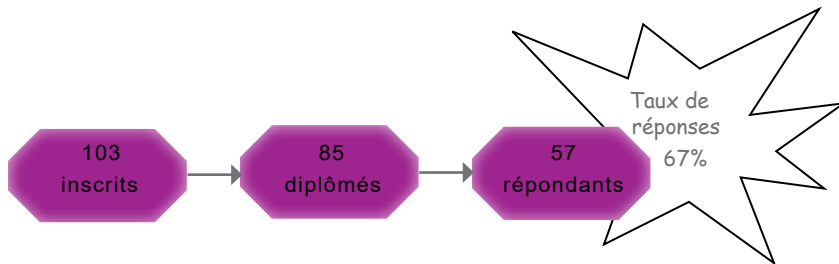 103
inscrits
85
diplômés
57
répondants
Taux de
réponses
67%